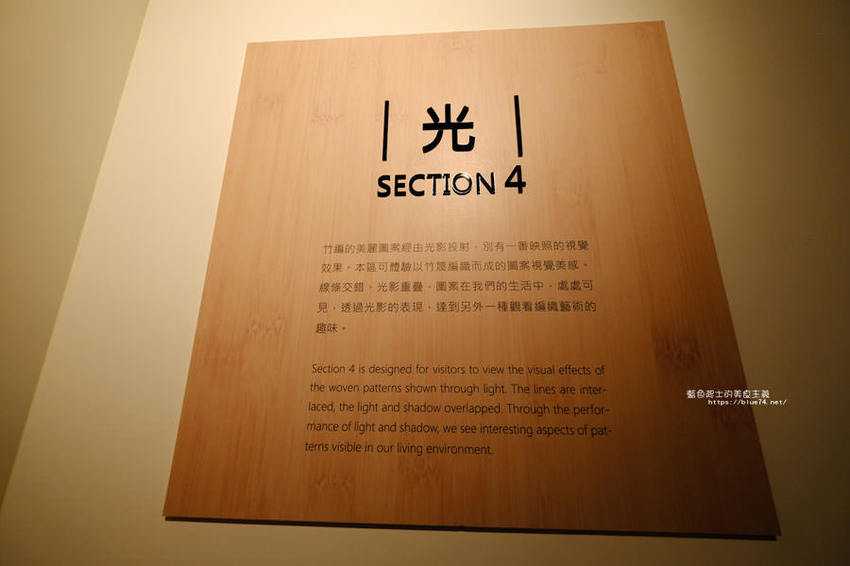 ｜光｜
SECTION 4
竹編的美麗圖案經由光影投射，別有一番映照的視覺
效果。本區可體驗以竹篾編織而成的圖案視覺美感。
線條交錯、光影重疊，圖案在我們的生活中，處處可
見，透過光影的表現，達到另外一種觀看編織藝術的
趣味。
Section 4 is designed for visitors to view the visual effects of
the woven patterns shown through light. The lines are inter-
laced, the light and shadow overlapped. Through the perfor-
mance of light and shadow, we see interesting aspects of pat-
terns visible in our living environment.
藍色起士的美食主義
https://blue74.net/